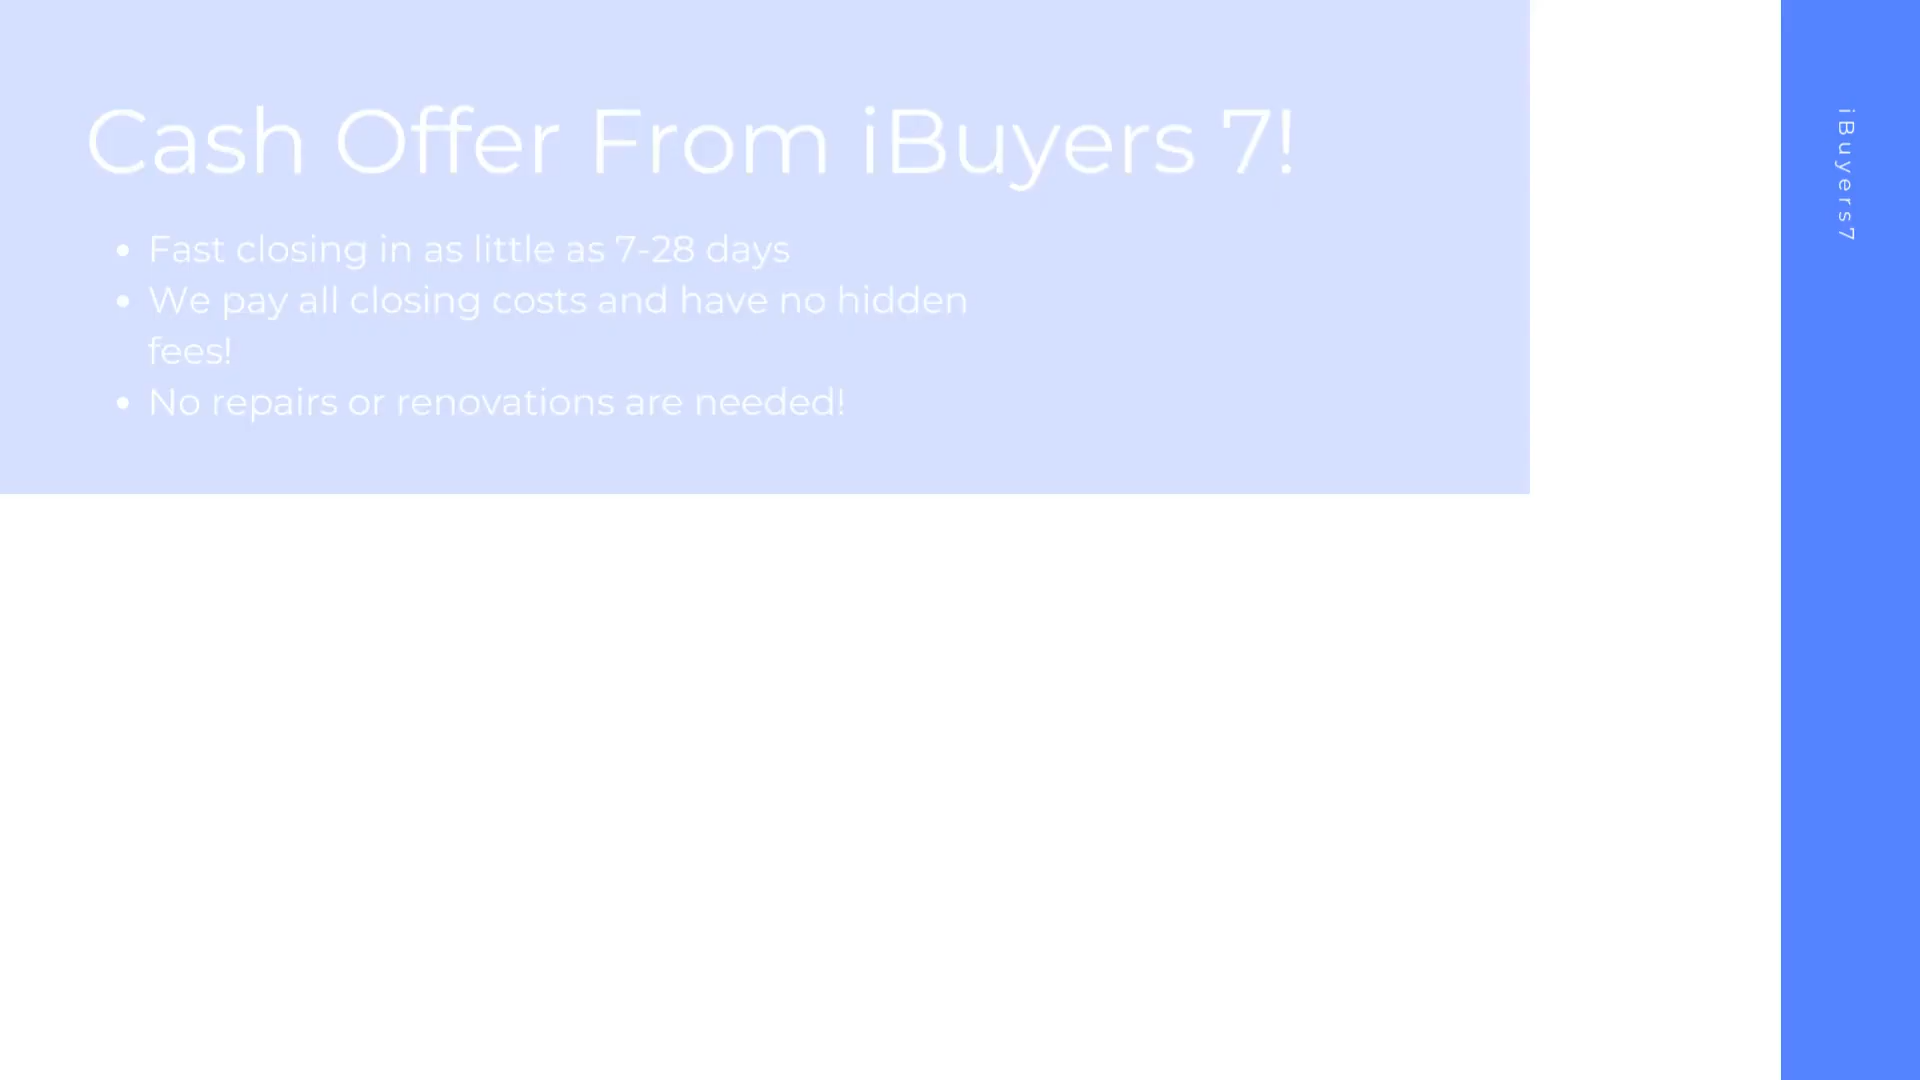 Cash Offer From iBuyers 7!
• Fast closing in as little as 7-28 days
• We pay all closing costs and have no hidden
fees!
• No repairs or renovations are needed!
iBuyers7